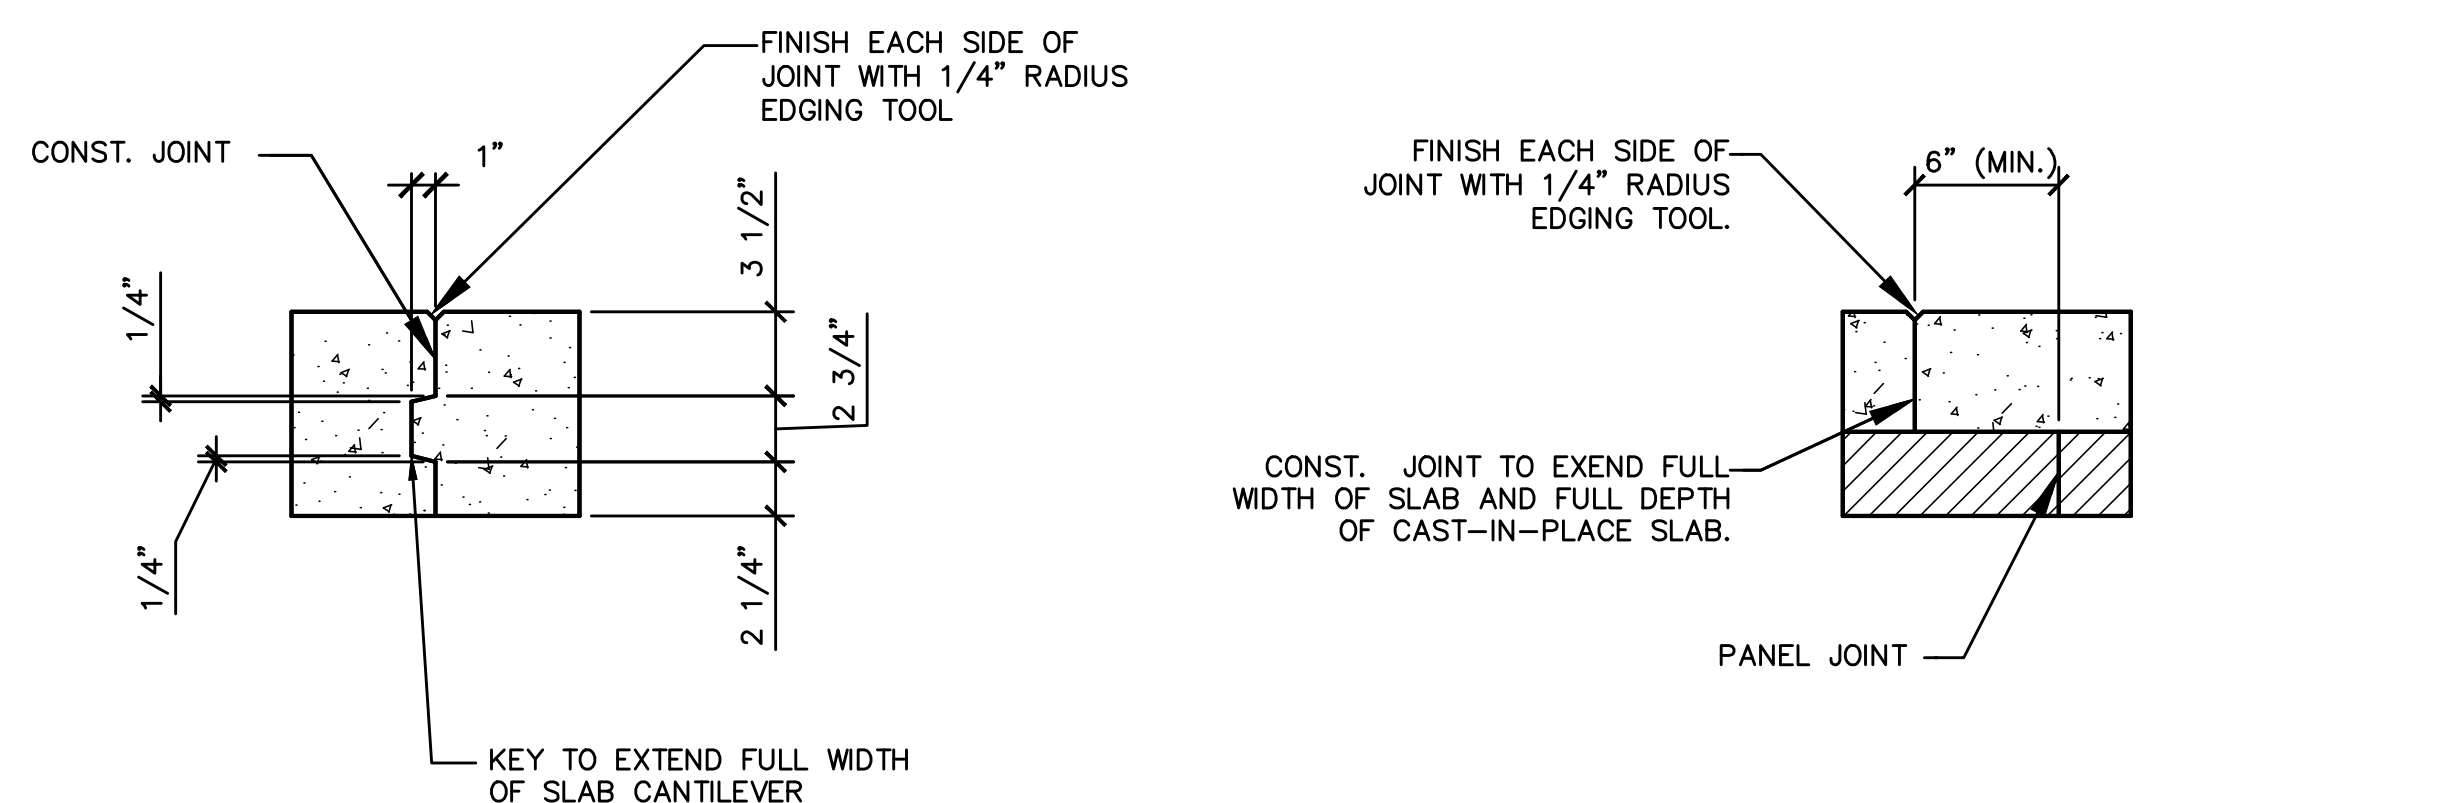 FINISH EACH SIDE OF
JOINT WITH 1/4" RADIUS
EDGING TOOL
CONST. JOINT
1"
3 1/2"
1/4"
2 3/4"
1/4"
2 1/4"
KEY TO EXTEND FULL WIDTH
OF SLAB CANTILEVER
FINISH EACH SIDE OF
JOINT WITH 1/4" RADIUS
EDGING TOOL.
6" (MIN.)
CONST. JOINT TO EXEND FULL
WIDTH OF SLAB AND FULL DEPTH
OF CAST-IN-PLACE SLAB.
PANEL JOINT